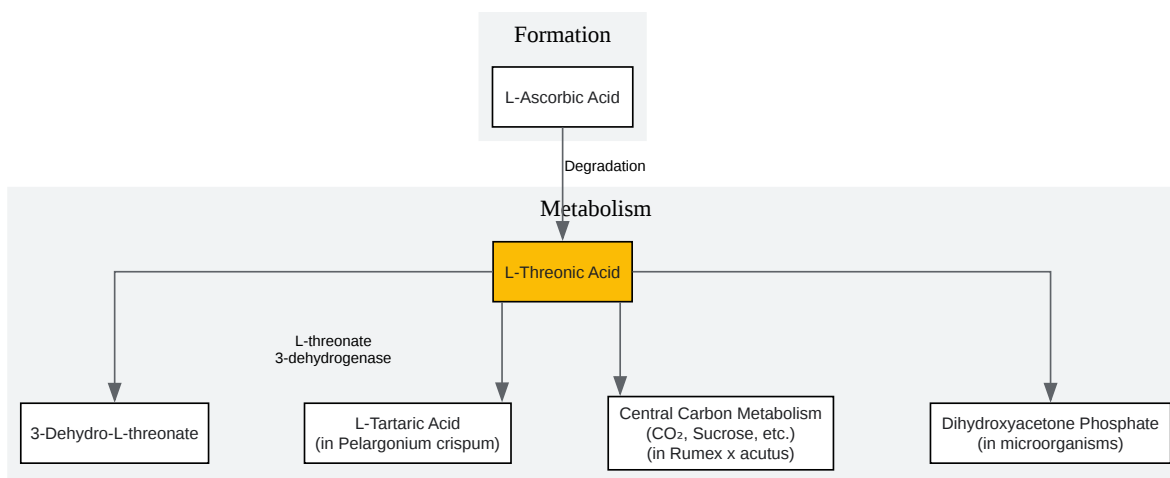 Formation
L-Ascorbic Acid
Degradation
Metabolism
L-Threonic Acid
L-threonate
3-dehydrogenase
3-Dehydro-L-threonate
L-Tartaric Acid
(in Pelargonium crispum)
Central Carbon Metabolism
(CO₂, Sucrose, etc.)
(in Rumex x acutus)
Dihydroxyacetone Phosphate
(in microorganisms)